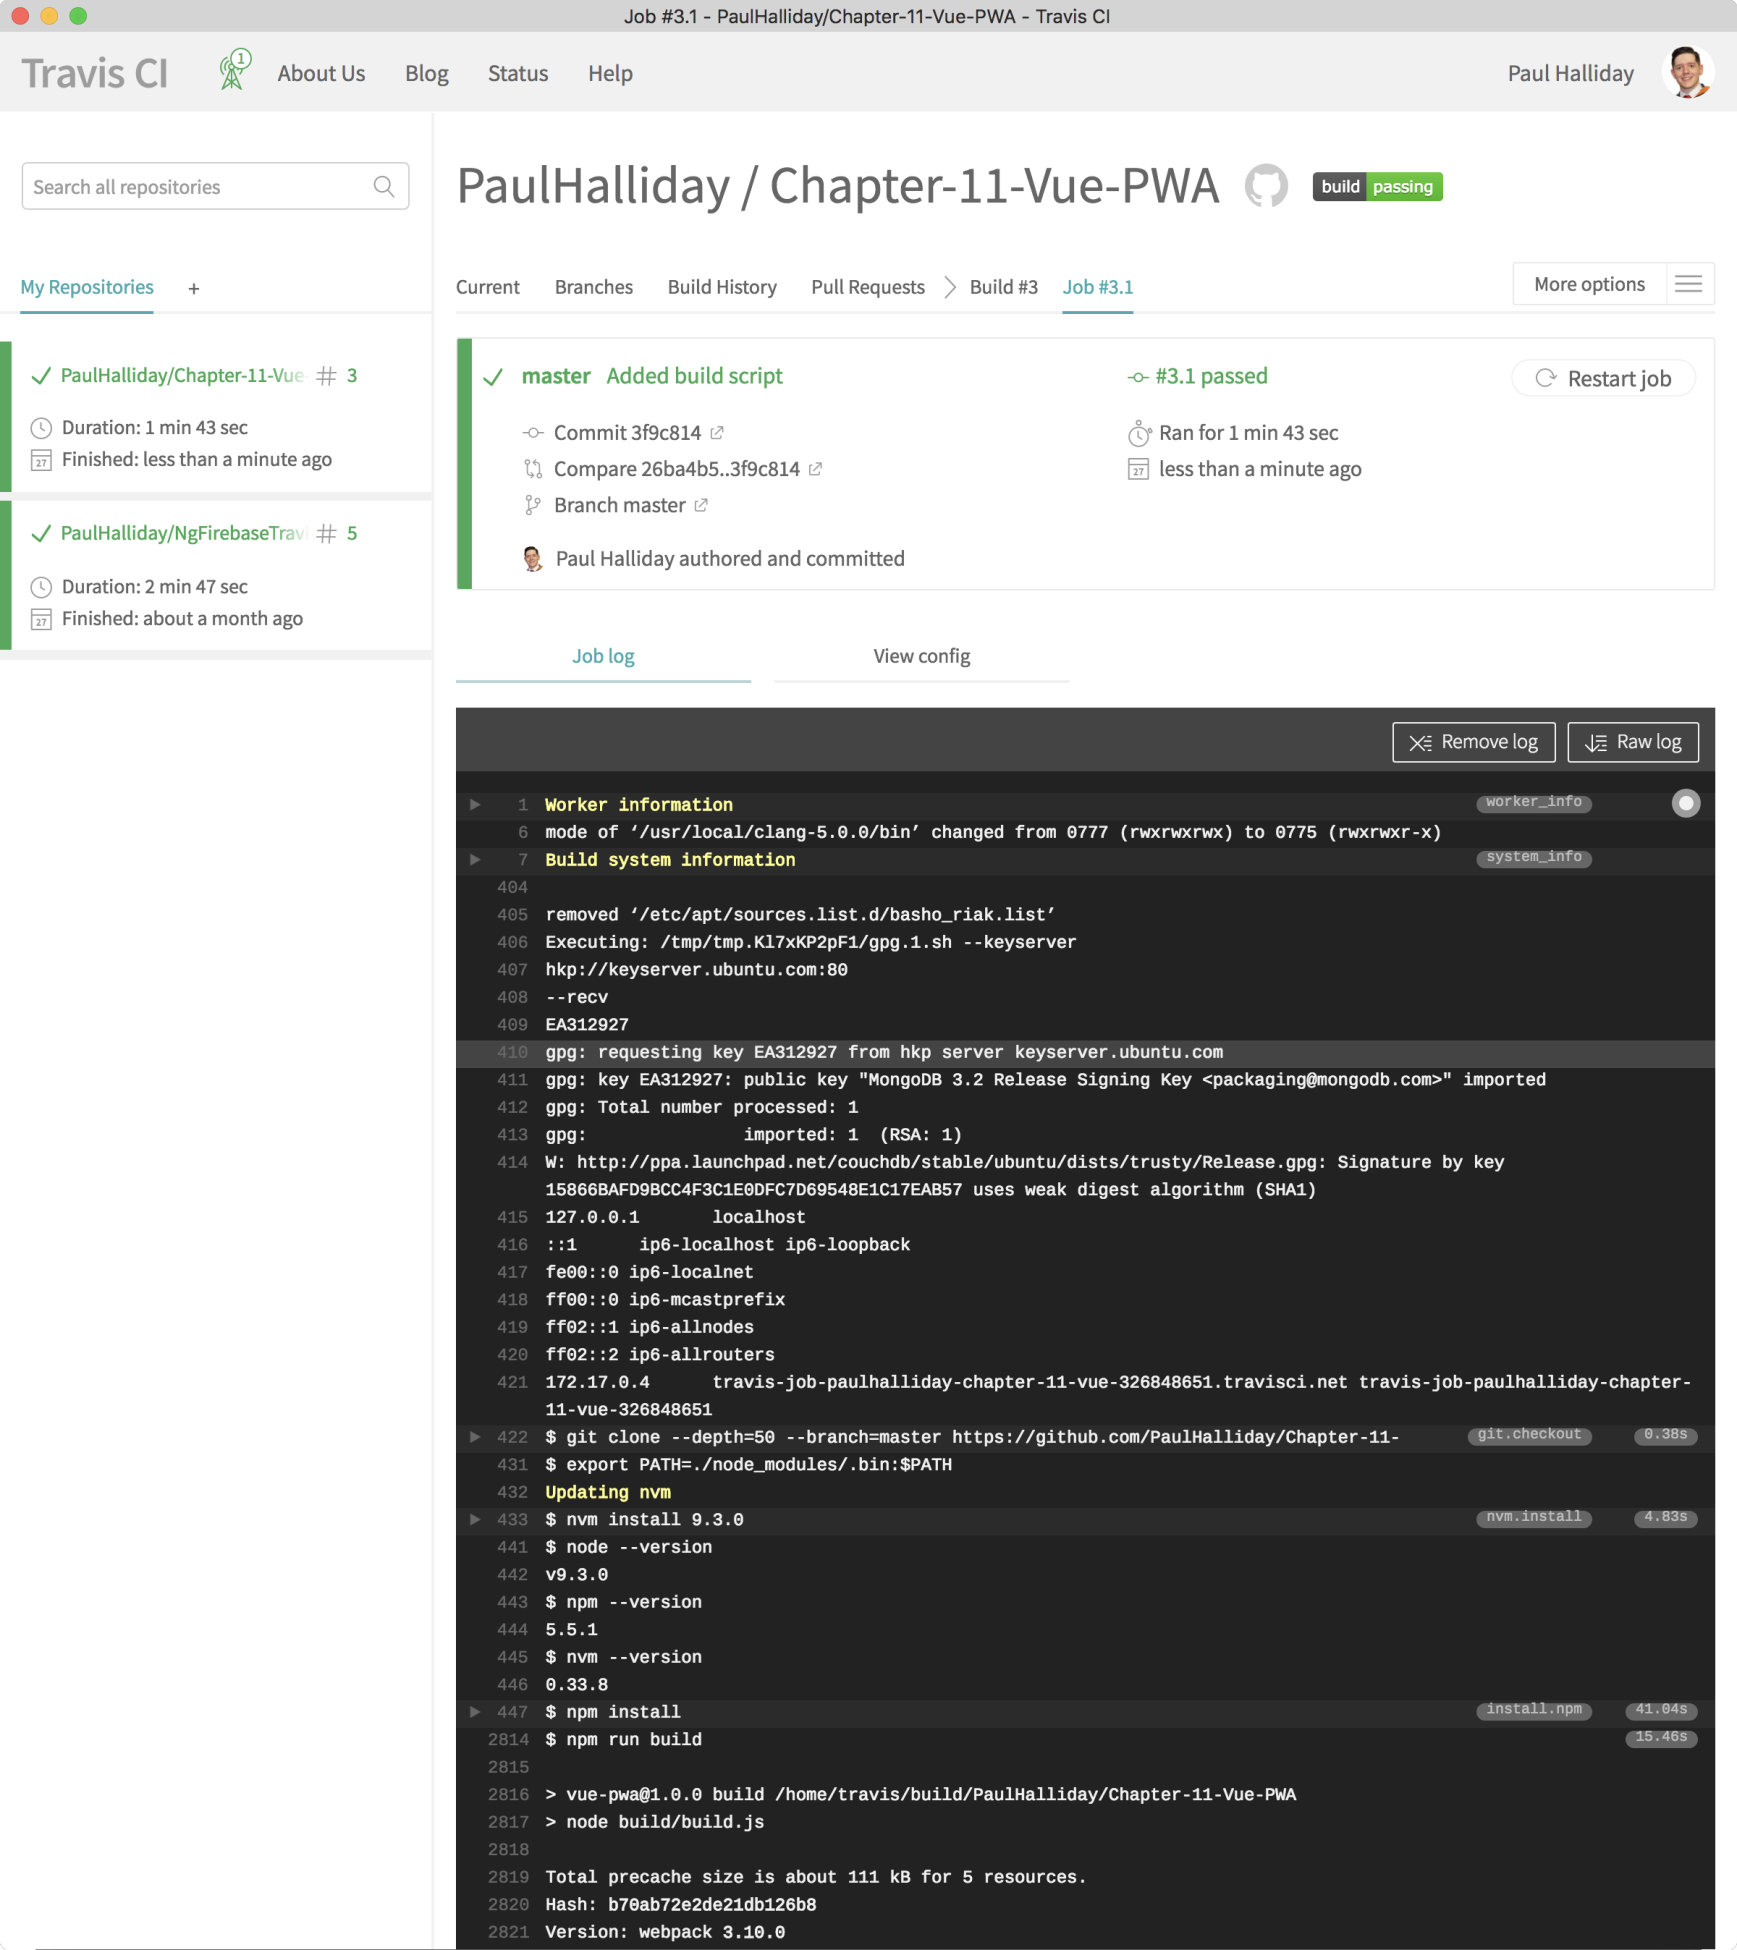 Job #3.1 - PaulHalliday/Chapter-11-Vue-PWA - Travis CI
Travis CI
1
About Us
Blog
Status
Help
Paul Halliday
Search all repositories
My Repositories
+
PaulHalliday/Chapter-11-Vue # 3
Duration: 1 min 43 sec
27 Finished: less than a minute ago
PaulHalliday/NgFirebaseTravi # 5
Duration: 2 min 47 sec
27 Finished: about a month ago
PaulHalliday / Chapter-11-Vue-PWA
build passing
Current
Branches
Build History
Pull Requests
Build #3
Job #3.1
More options
master Added build script
Commit 3f9c814
Compare 26ba4b5..3f9c814
Branch master
Paul Halliday authored and committed
#3.1 passed
Ran for 1 min 43 sec
27 less than a minute ago
Restart job
Job log
View config
Remove log
Raw log
1 Worker information worker_info
6 mode of ‘/usr/local/clang-5.0.0/bin’ changed from 0777 (rwxrwxrwx) to 0775 (rwxrwxr-x)
7 Build system information system_info
404
405 removed ‘/etc/apt/sources.list.d/basho_riak.list’
406 Executing: /tmp/tmp.Kl7xKP2pF1/gpg.1.sh --keyserver
407 hkp://keyserver.ubuntu.com:80
408 --recv
409 EA312927
410 gpg: requesting key EA312927 from hkp server keyserver.ubuntu.com
411 gpg: key EA312927: public key "MongoDB 3.2 Release Signing Key <packaging@mongodb.com>" imported
412 gpg: Total number processed: 1
413 gpg:               imported: 1  (RSA: 1)
414 W: http://ppa.launchpad.net/couchdb/stable/ubuntu/dists/trusty/Release.gpg: Signature by key
15866BAFD9BCC4F3C1E0DFC7D69548E1C17EAB57 uses weak digest algorithm (SHA1)
415 127.0.0.1       localhost
416 ::1      ip6-localhost ip6-loopback
417 fe00::0 ip6-localnet
418 ff00::0 ip6-mcastprefix
419 ff02::1 ip6-allnodes
420 ff02::2 ip6-allrouters
421 172.17.0.4      travis-job-paulhalliday-chapter-11-vue-326848651.travisci.net travis-job-paulhalliday-chapter-
11-vue-326848651
422 $ git clone --depth=50 --branch=master https://github.com/PaulHalliday/Chapter-11- git.checkout 0.38s
431 $ export PATH=./node_modules/.bin:$PATH
432 Updating nvm
433 $ nvm install 9.3.0 nvm.install 4.83s
441 $ node --version
442 v9.3.0
443 $ npm --version
444 5.5.1
445 $ nvm --version
446 0.33.8
447 $ npm install install.npm 41.04s
2814 $ npm run build 15.46s
2815
2816 > vue-pwa@1.0.0 build /home/travis/build/PaulHalliday/Chapter-11-Vue-PWA
2817 > node build/build.js
2818
2819 Total precache size is about 111 kB for 5 resources.
2820 Hash: b70ab72e2de21db126b8
2821 Version: webpack 3.10.0